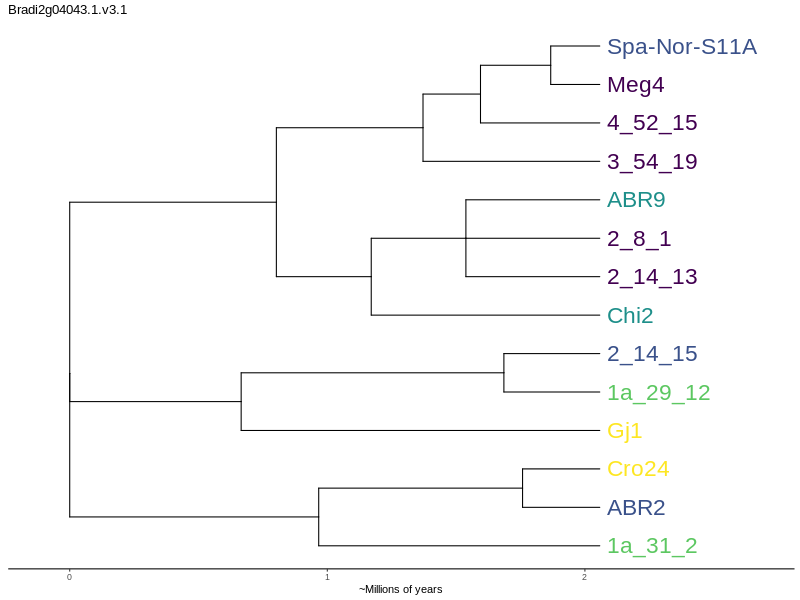 Bradi2g04043.1.v3.1
Spa-Nor-S11A
Meg4
4_52_15
3_54_19
ABR9
2_8_1
2_14_13
Chi2
2_14_15
1a_29_12
Gj1
Cro24
ABR2
1a_31_2
0 1 2
~Millions of years